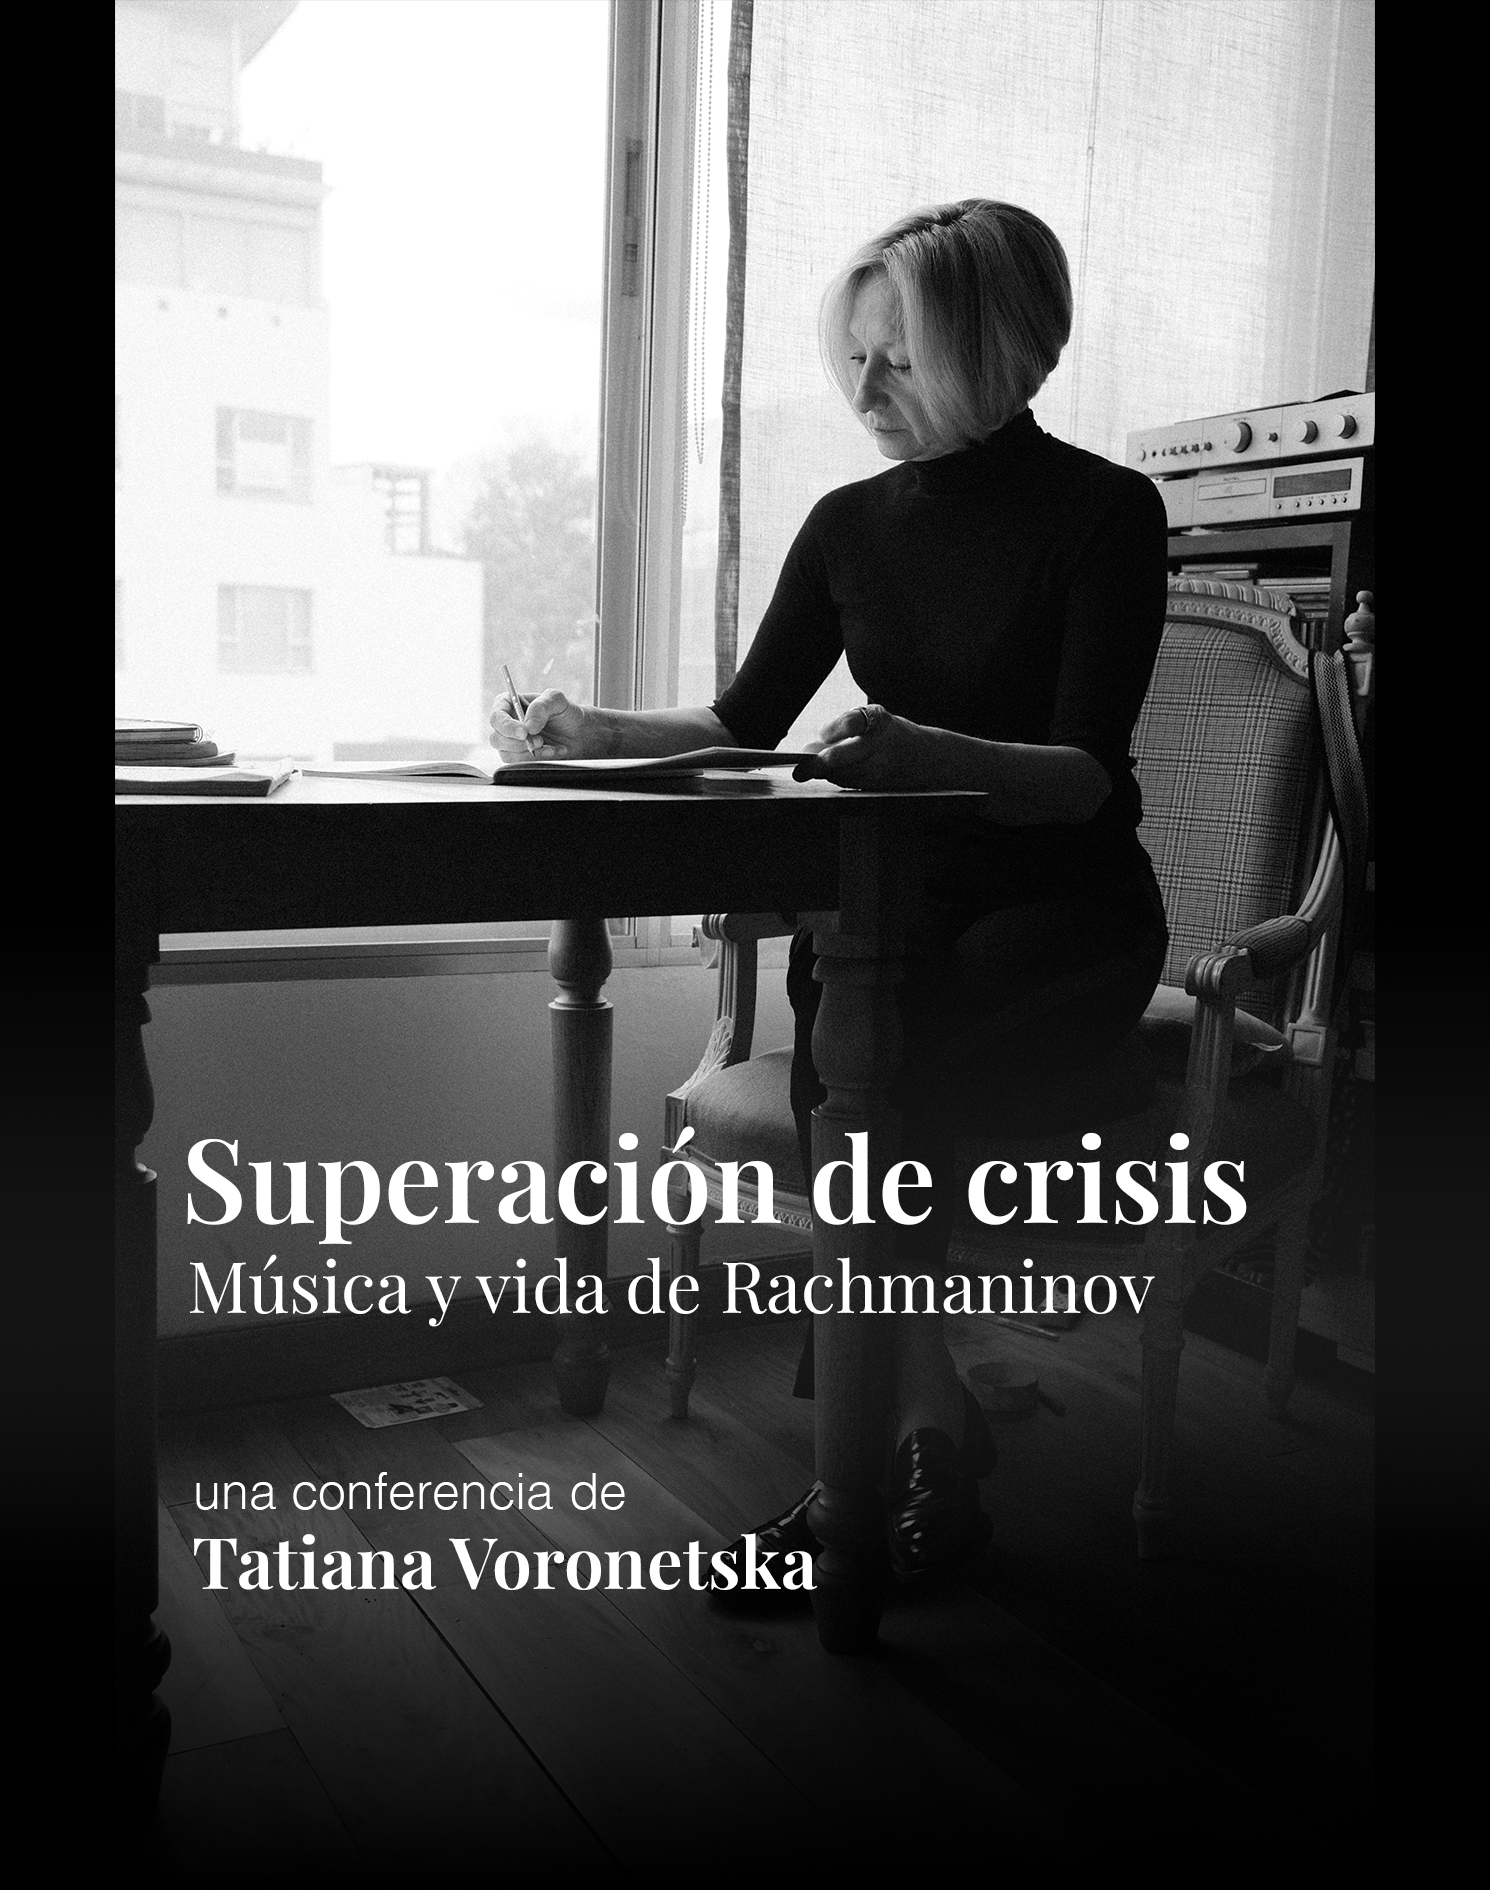 Superación de crisis
Música y vida de Rachmaninov
una conferencia de
Tatiana Voronetska